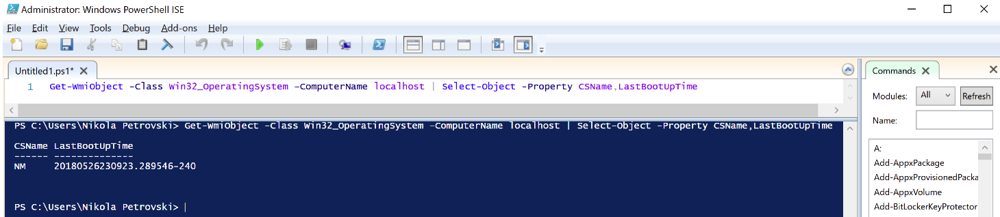 Administrator: Windows PowerShell ISE
File Edit View Tools Debug Add-ons Help
Untitled1.ps1* X
1 Get-WmiObject -Class Win32_OperatingSystem -ComputerName localhost | Select-Object -Property CSName,LastBootUpTime
PS C:\Users\Nikola Petrovski> Get-WmiObject -Class Win32_OperatingSystem -ComputerName localhost | Select-Object -Property CSName,LastBootUpTime
CSName LastBootUpTime
------ --------------
NM 20180526230923.289546-240
PS C:\Users\Nikola Petrovski>
Commands X
Modules: All Refresh
Name:
A:
Add-AppxPackage
Add-AppxProvisionedPacka
Add-AppxVolume
Add-BitLockerKeyProtector